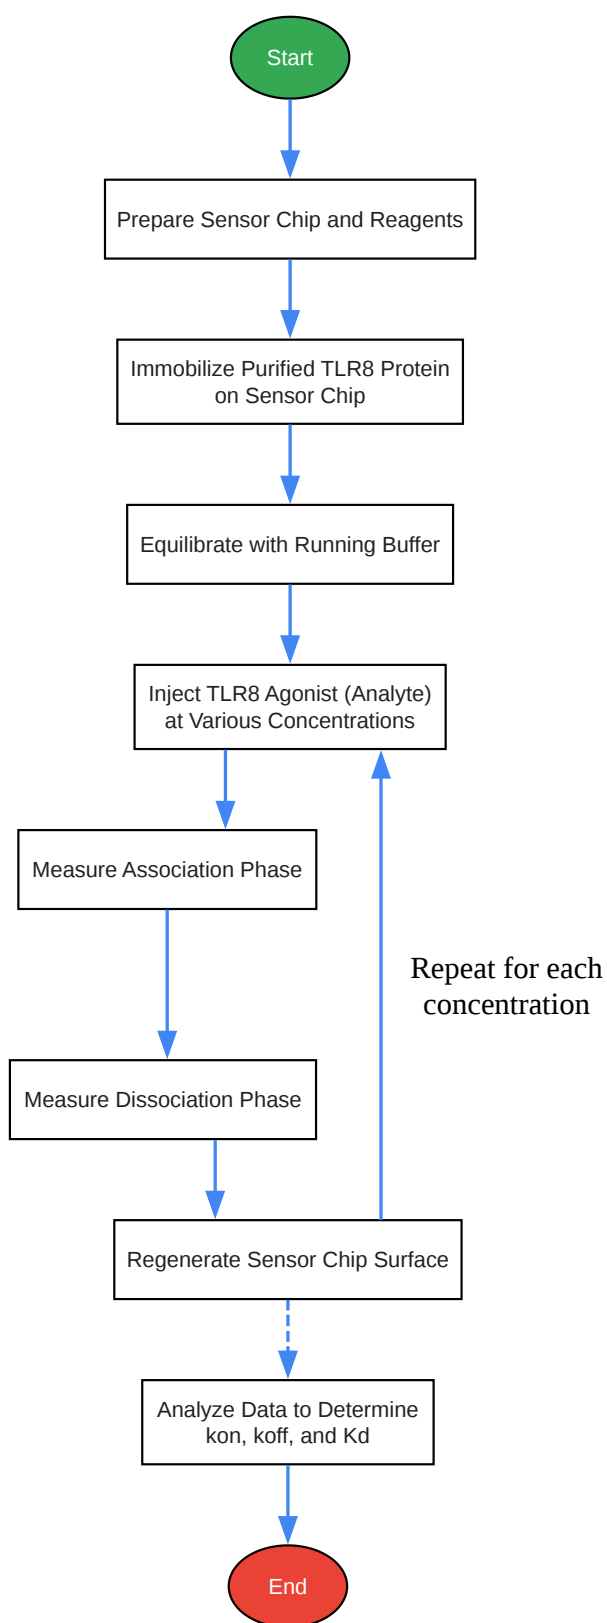 Start
Prepare Sensor Chip and Reagents
Immobilize Purified TLR8 Protein
on Sensor Chip
Equilibrate with Running Buffer
Inject TLR8 Agonist (Analyte)
at Various Concentrations
Measure Association Phase
Repeat for each
concentration
Measure Dissociation Phase
Regenerate Sensor Chip Surface
Analyze Data to Determine
kon, koff, and Kd
End